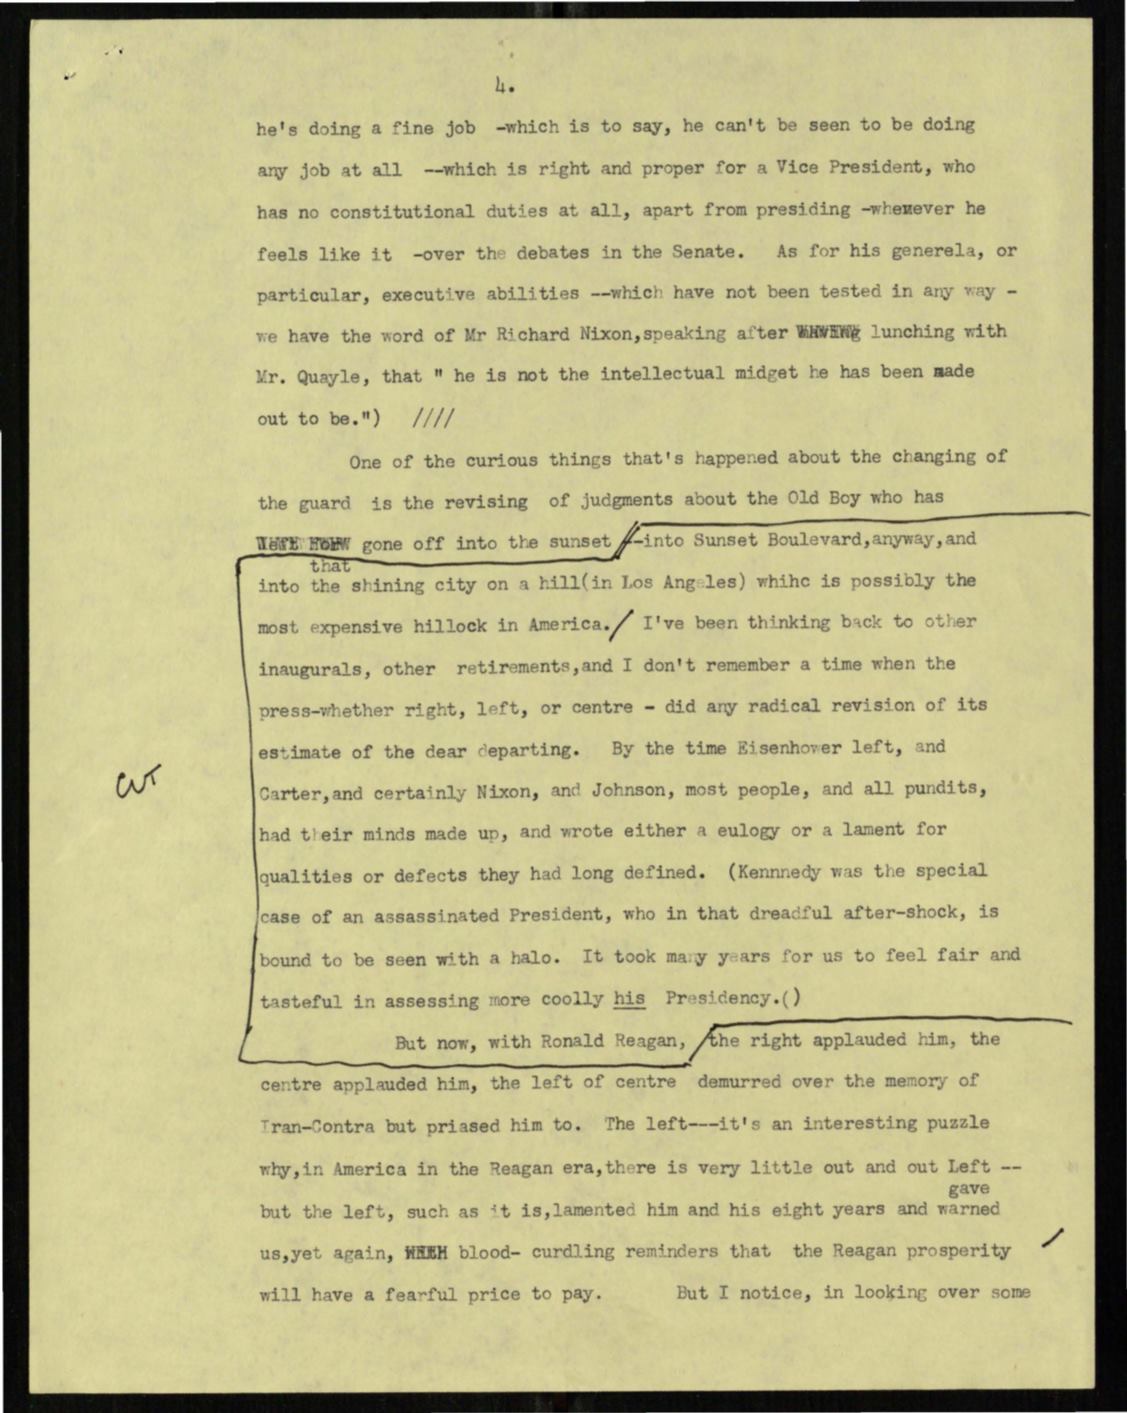 4.
he's doing a fine job -which is to say, he can't be seen to be doing
any job at all --which is right and proper for a Vice President, who
has no constitutional duties at all, apart from presiding -whenever he
feels like it -over the debates in the Senate. As for his generela, or
particular, executive abilities --which have not been tested in any way -
we have the word of Mr Richard Nixon,speaking after lunching with
Mr. Quayle, that " he is not the intellectual midget he has been made
out to be.") ////
One of the curious things that's happened about the changing of
the guard is the revising of judgments about the Old Boy who has
gone off into the sunset --into Sunset Boulevard,anyway,and
that
into the shining city on a hill(in Los Angeles) whihc is possibly the
most expensive hillock in America./ I've been thinking back to other
inaugurals, other retirements,and I don't remember a time when the
press-whether right, left, or centre - did any radical revision of its
estimate of the dear departing. By the time Eisenhower left, and
Cut
Carter,and certainly Nixon, and Johnson, most people, and all pundits,
had their minds made up, and wrote either a eulogy or a lament for
qualities or defects they had long defined. (Kennnedy was the special
case of an assassinated President, who in that dreadful after-shock, is
bound to be seen with a halo. It took many years for us to feel fair and
tasteful in assessing more coolly his Presidency.()
But now, with Ronald Reagan, /the right applauded him, the
centre applauded him, the left of centre demurred over the memory of
Iran-Contra but priased him to. The left---it's an interesting puzzle
why,in America in the Reagan era,there is very little out and out Left --
gave
but the left, such as it is,lamented him and his eight years and warned
us,yet again, blood- curdling reminders that the Reagan prosperity /
will have a fearful price to pay. But I notice, in looking over some